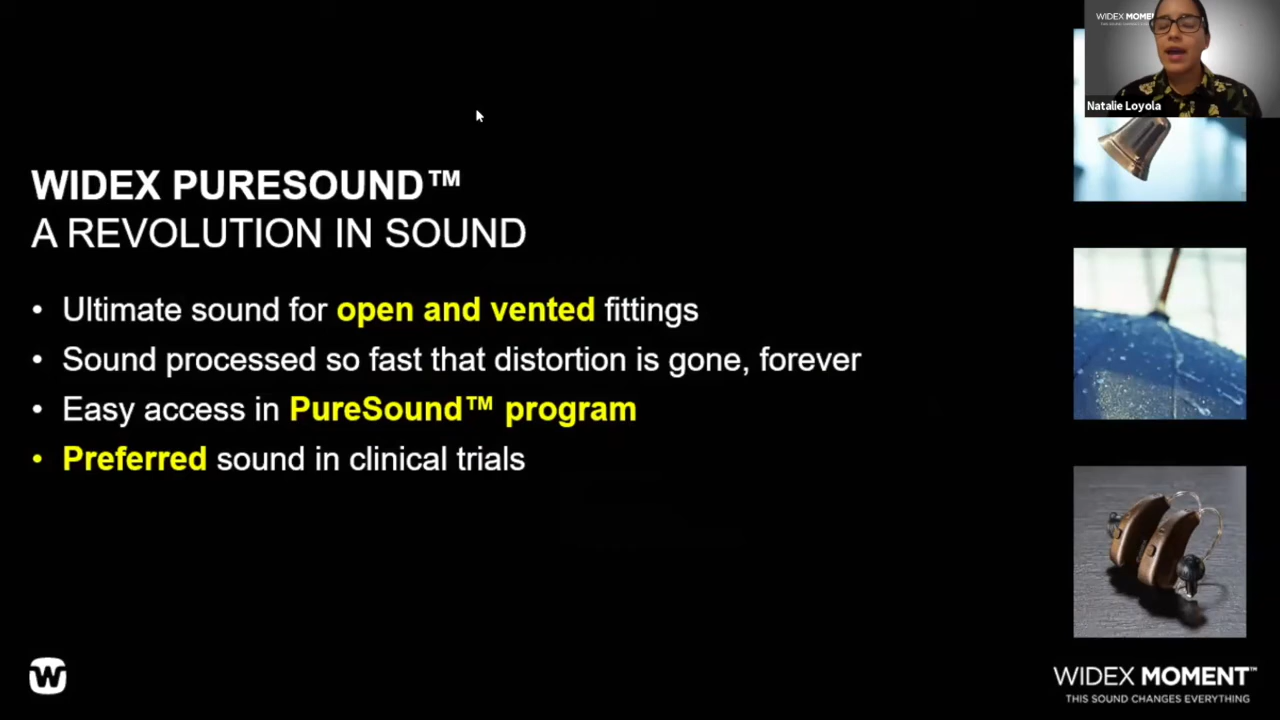 WIDEX PURESOUND™
A REVOLUTION IN SOUND
• Ultimate sound for open and vented fittings
• Sound processed so fast that distortion is gone, forever
• Easy access in PureSound™ program
• Preferred sound in clinical trials
WIDEX MOME
Natalie Loyola
W
WIDEX MOMENT™
THIS SOUND CHANGES EVERYTHING